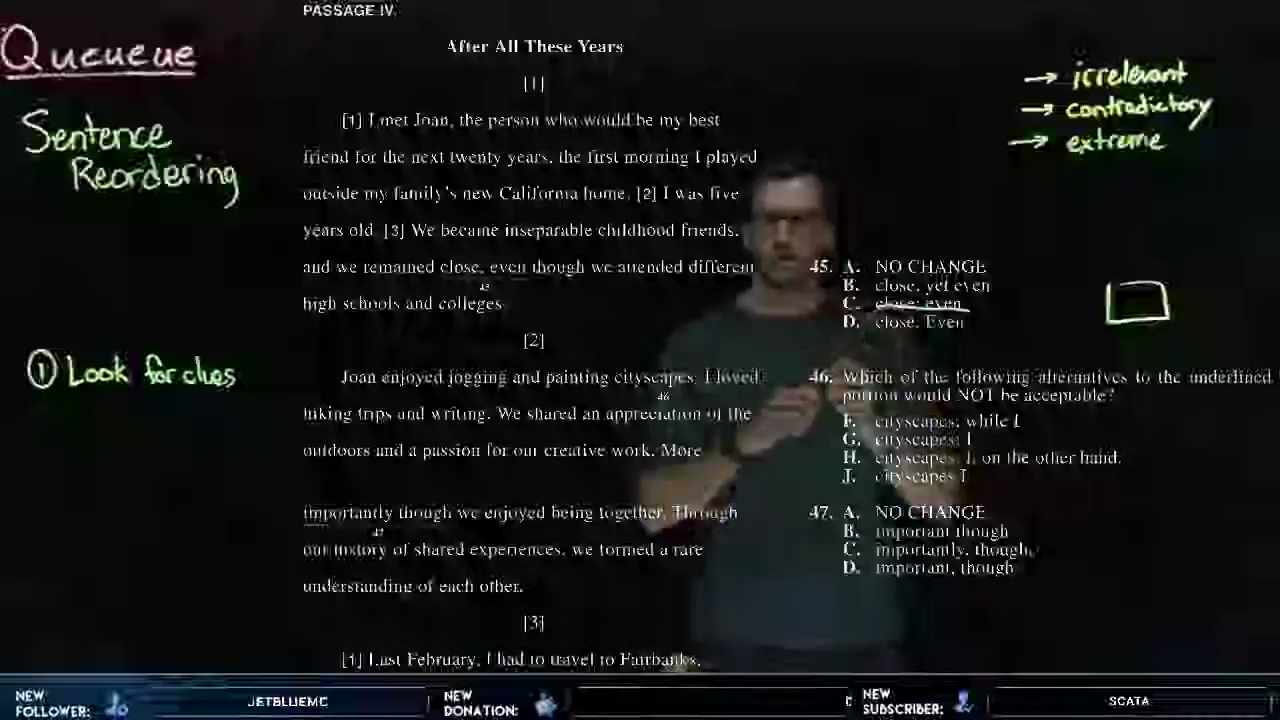 PASSAGE IV.
Queueue
After All These Years
[1]
→ irrelevant
→ contradictory
→ extreme
Sentence
Reordering
[1] I met Joan, the person who would be my best
friend for the next twenty years, the first morning I played
outside my family's new California home. [2] I was five
years old. [3] We became inseparable childhood friends,
and we remained close, even though we attended different
45
high schools and colleges
45. A. NO CHANGE
B. close, yet even
C. close; even
D. close. Even
[2]
① Look for clues
Joan enjoyed jogging and painting cityscapes. I loved
46
hiking trips and writing. We shared an appreciation of the
outdoors and a passion for our creative work. More
46. Which of the following alternatives to the underlined
portion would NOT be acceptable?
F. cityscapes; while I
G. cityscapes; I
H. cityscapes. I, on the other hand,
J. cityscapes I
importantly though we enjoyed being together. Through
47
our history of shared experiences, we formed a rare
understanding of each other.
47. A. NO CHANGE
B. important though
C. importantly, though,
D. important, though
[3]
[1] Last February, I had to travel to Fairbanks,
NEW
FOLLOWER:
JETBLUEMC
NEW
DONATION:
NEW
SUBSCRIBER:
SCATA